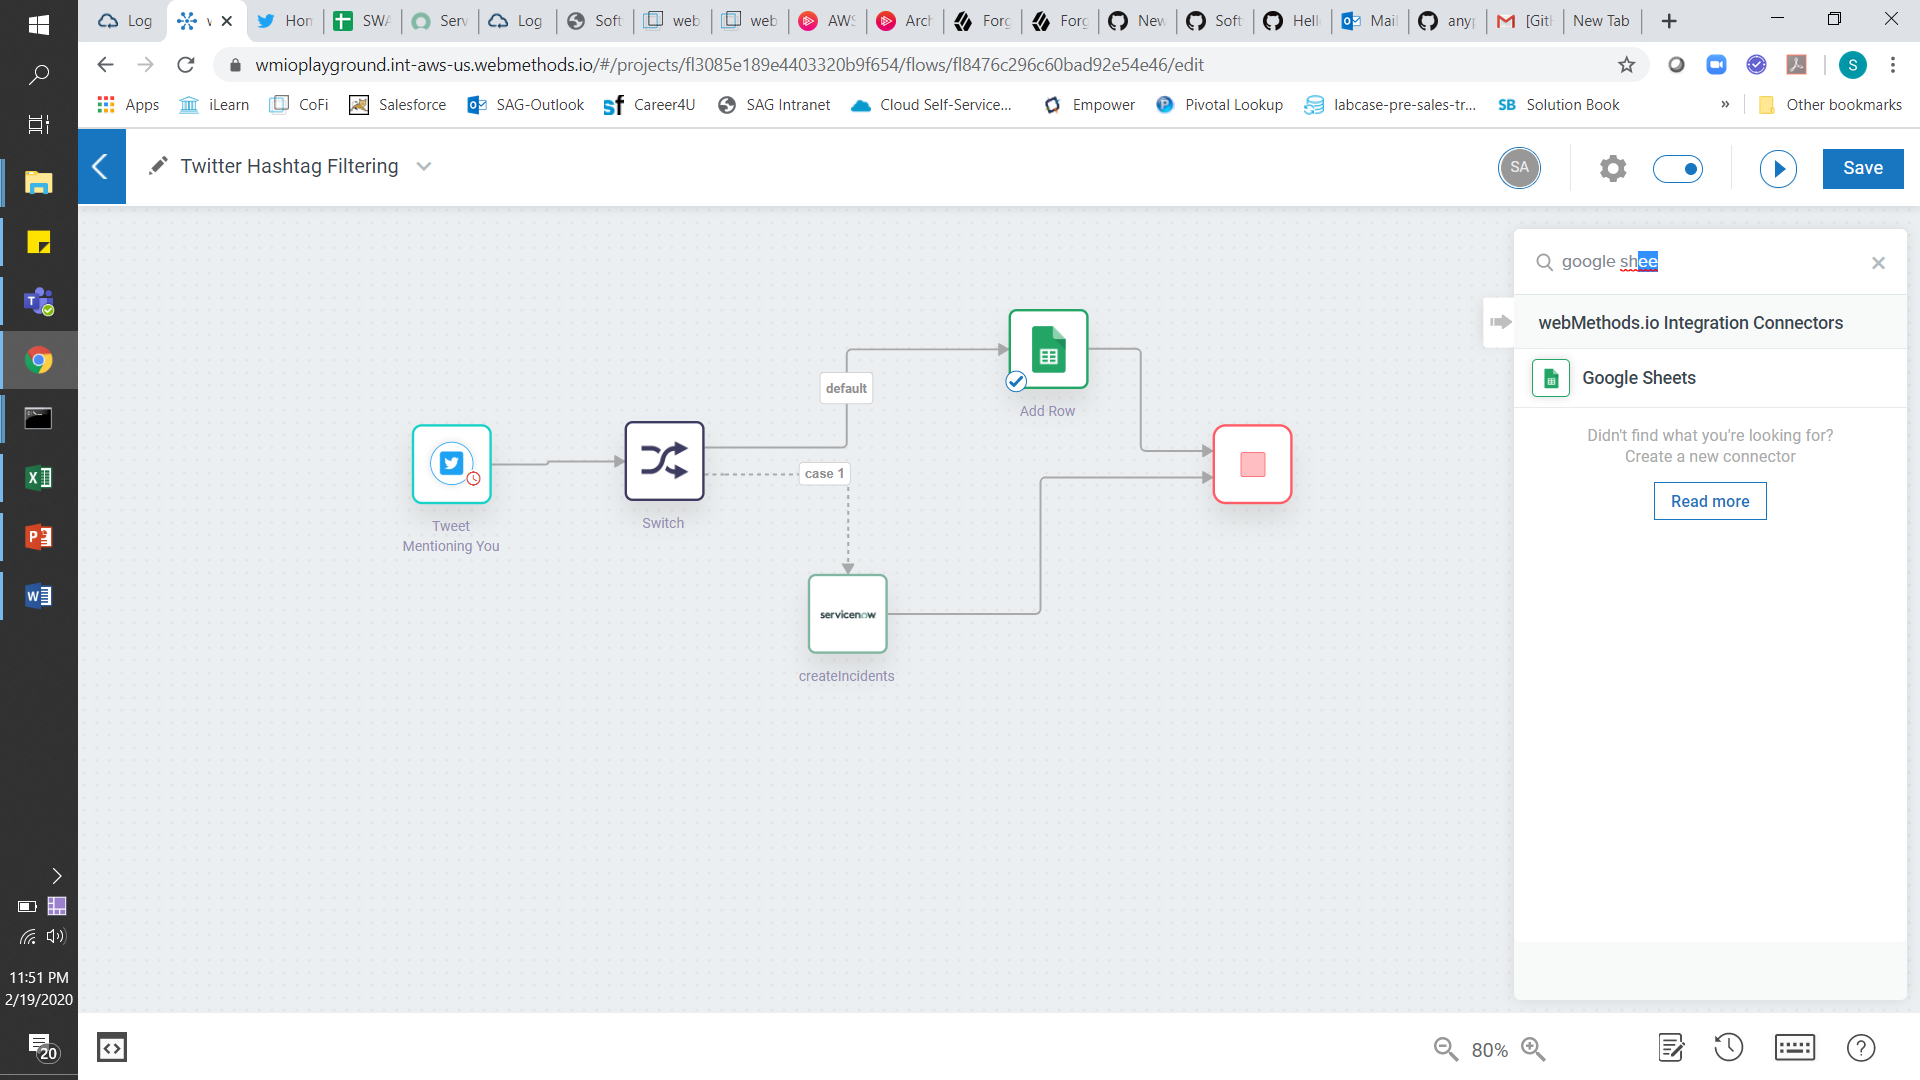 Log
Hom
SWA
Serv
Log
Soft
web
web
AWS
Arch
Forg
Forg
New
Soft
Hell
Mail
any
[Git
New Tab
wmioplayground.int-aws-us.webmethods.io/#/projects/fl3085e189e4403320b9f654/flows/fl8476c296c60bad92e54e46/edit
S
Apps
iLearn
CoFi
Salesforce
SAG-Outlook
Career4U
SAG Intranet
Cloud Self-Service...
Empower
Pivotal Lookup
labcase-pre-sales-tr...
SB Solution Book
»
Other bookmarks
Twitter Hashtag Filtering
SA
Save
google shee
webMethods.io Integration Connectors
Google Sheets
Didn't find what you're looking for?
Create a new connector
Read more
default
Add Row
case 1
Tweet
Mentioning You
Switch
servicenow
createIncidents
11:51 PM
2/19/2020
20
80%